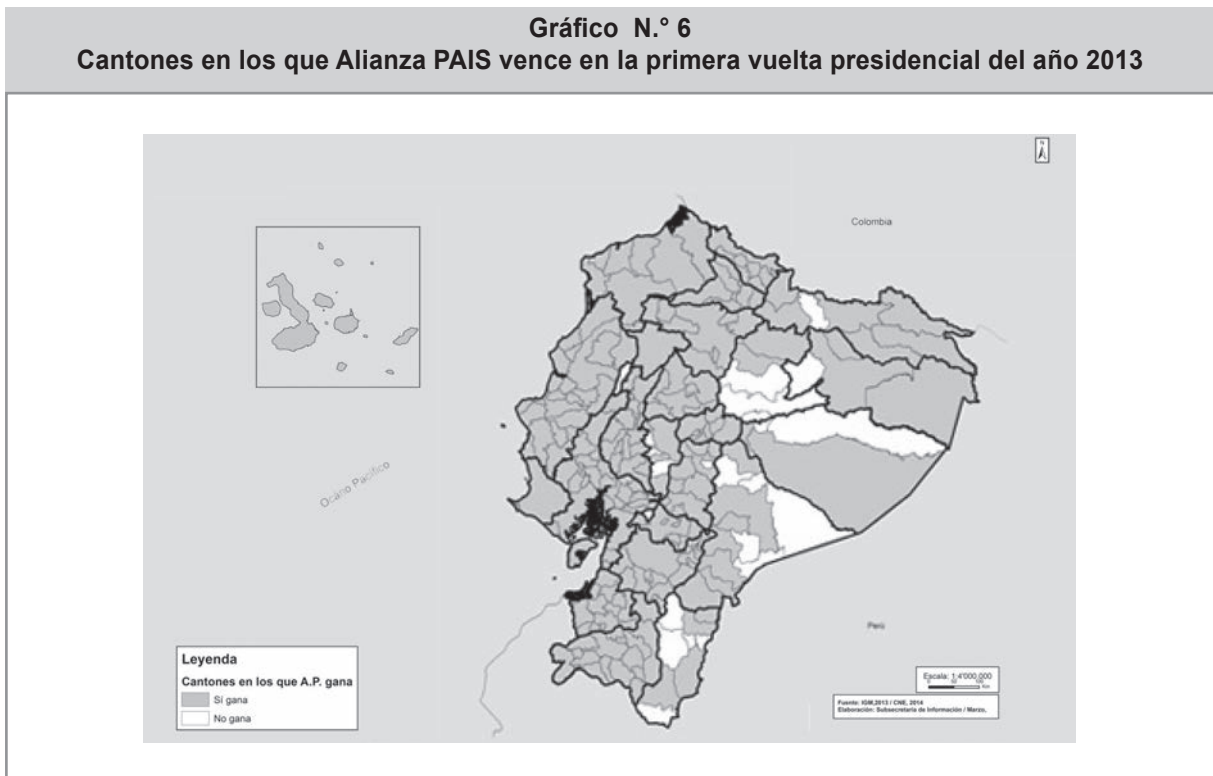 Gráfico N.° 6
Cantones en los que Alianza PAIS vence en la primera vuelta presidencial del año 2013
N
Colombia
Océano Pacífico
Perú
Leyenda
Cantones en los que A.P. gana
Sí gana
No gana
Escala: 1:4'000,000
Km
Fuente: IGM,2013 / CNE, 2014
Elaboración: Subsecretaría de Información / Marzo,